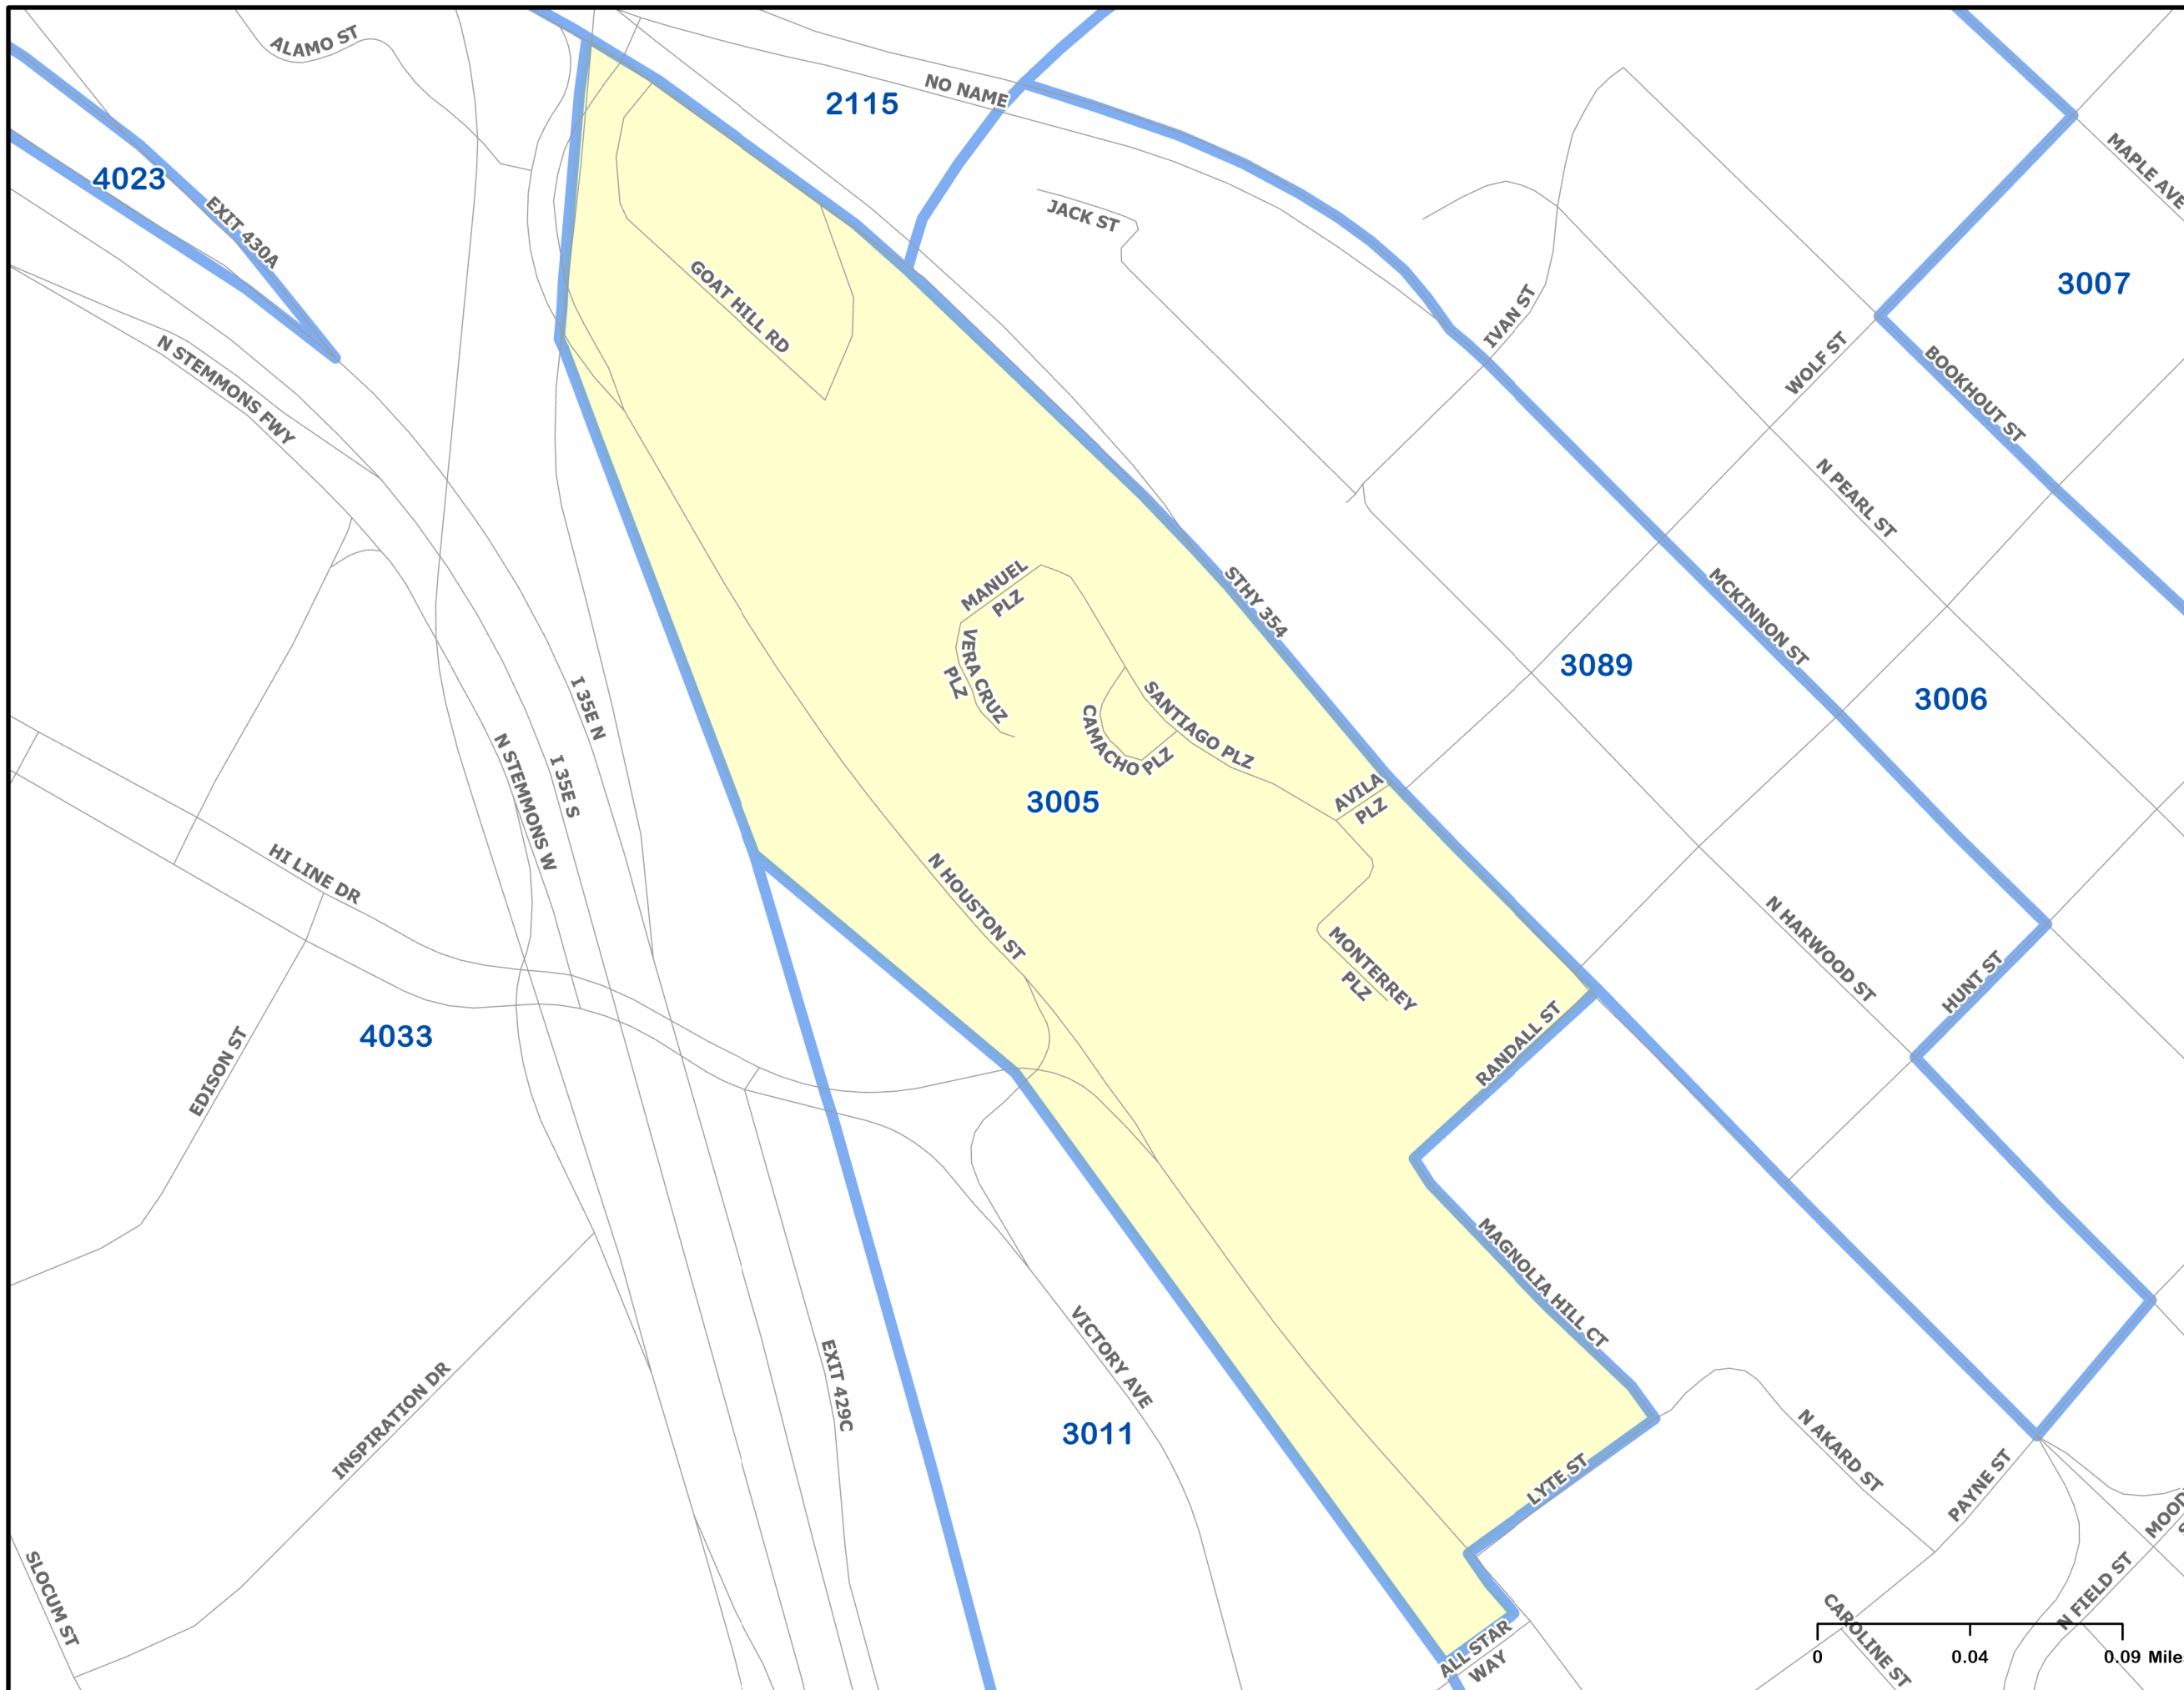 ALAMO ST
NO NAME
2115
4023
EXIT 430A
MAPLE AVE
JACK ST
3007
GOAT HILL RD
IVAN ST
WOLF ST
BOOKHOUT ST
N STEMMONS FWY
N PEARL ST
MANUEL
PLZ
STHY 354
MCKINNON ST
VERA CRUZ
PLZ
3089
3006
SANTIAGO PLZ
CAMACHO PLZ
I 35E N
I 35E S
N STEMMONS W
AVILA
PLZ
3005
HI LINE DR
N HOUSTON ST
MONTERREY
PLZ
N HARWOOD ST
HUNT ST
RANDALL ST
4033
EDISON ST
MAGNOLIA HILL CT
VICTORY AVE
EXIT 429C
INSPIRATION DR
3011
N AKARD ST
LYTE ST
PAYNE ST
SLOCUM ST
N FIELD ST
CAROLINE ST
ALL STAR
WAY
0 0.04 0.09 Mile